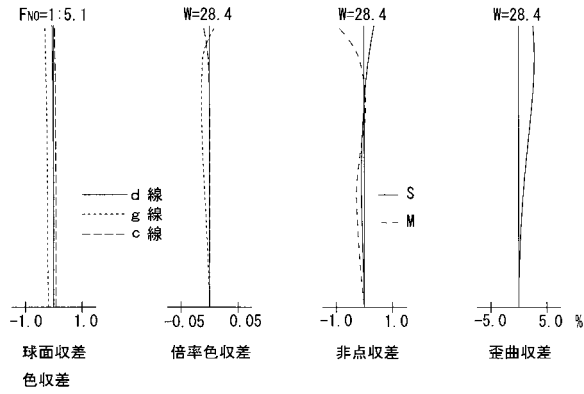 FNO=1:5.1
W=28.4
W=28.4
W=28.4
d 線
g 線
c 線
S
M
-1.0 1.0
-0.05 0.05
-1.0 1.0
-5.0 5.0 %
球面収差
色収差
倍率色収差
非点収差
歪曲収差